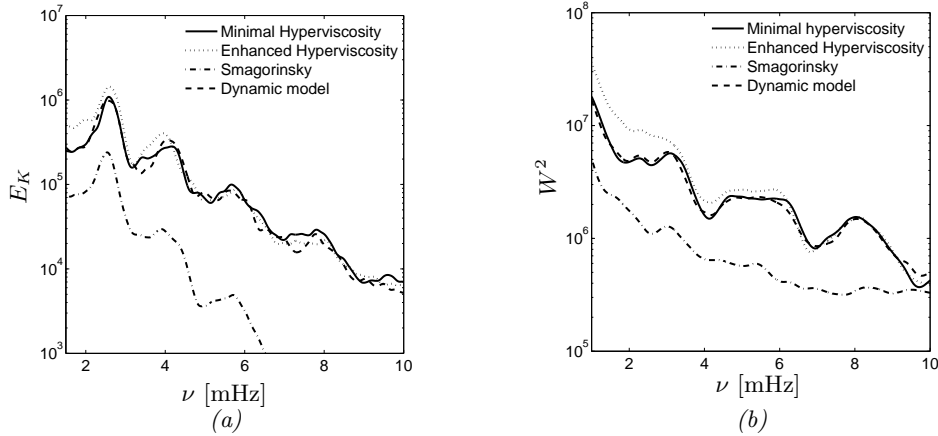 10^7
10^6
10^5
10^4
10^3
E_K
2
4
6
8
10
ν [mHz]
Minimal Hyperviscosity
Enhanced Hyperviscosity
Smagorinsky
Dynamic model
(a)
10^8
10^7
10^6
10^5
W^2
2
4
6
8
10
ν [mHz]
Minimal hyperviscosity
Enhanced Hyperviscosity
Smagorinsky
Dynamic model
(b)